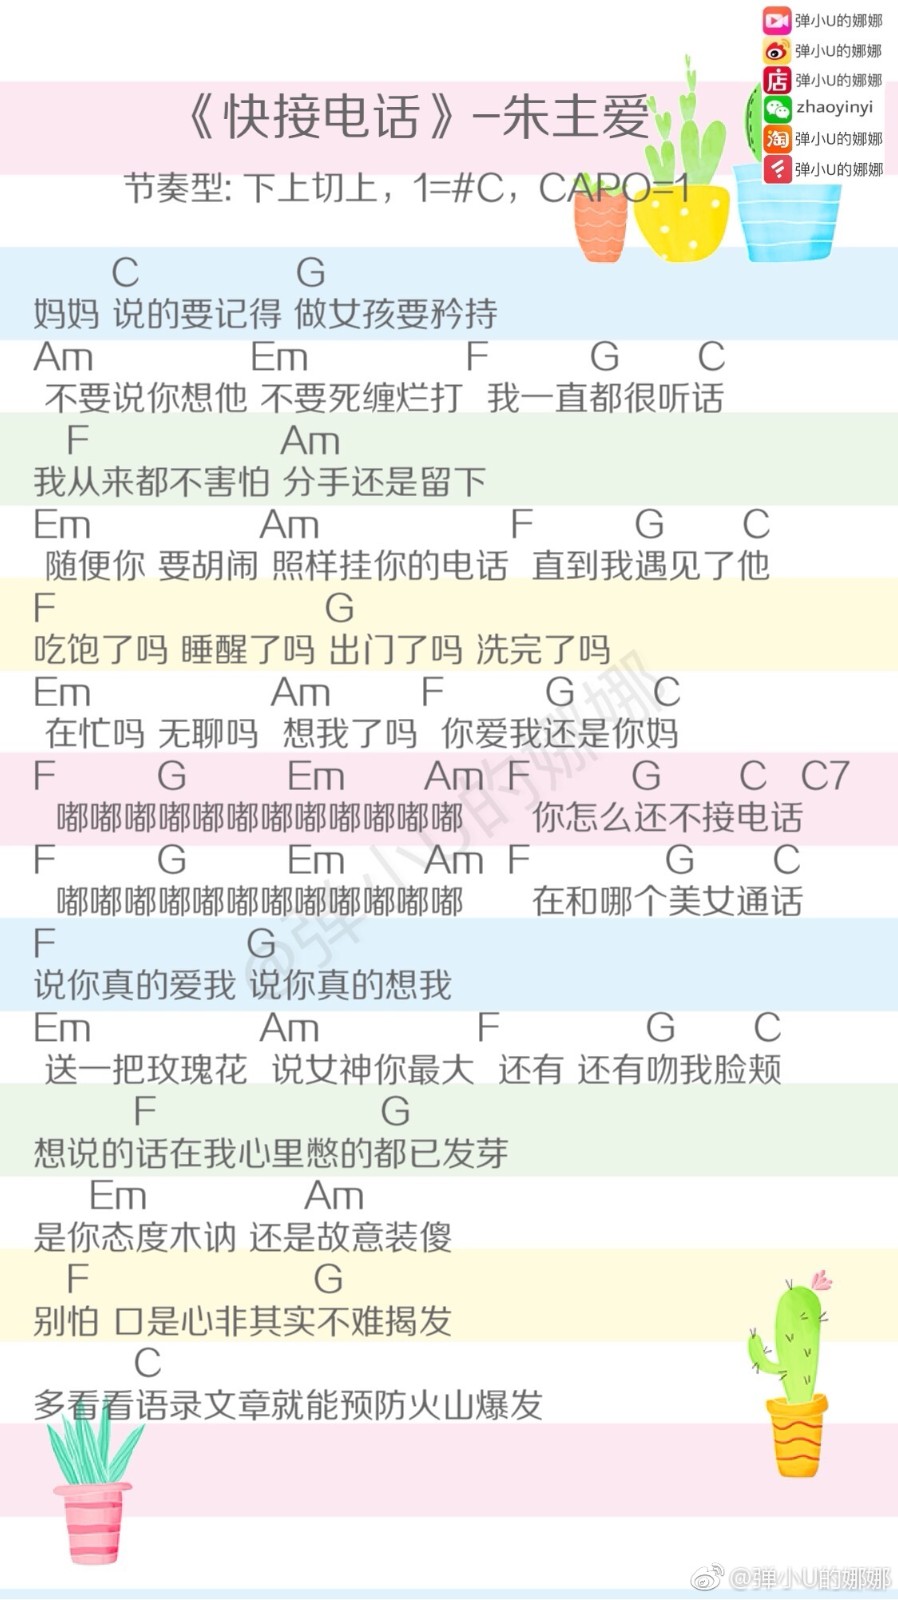 弹小U的娜娜
弹小U的娜娜
店 弹小U的娜娜
zhaoyinyi
淘 弹小U的娜娜
弹小U的娜娜
《快接电话》-朱主爱
节奏型: 下上切上，1=#C，CAPO=1
C G
妈妈 说的要记得 做女孩要矜持
Am Em F G C
不要说你想他 不要死缠烂打 我一直都很听话
F Am
我从来都不害怕 分手还是留下
Em Am F G C
随便你 要胡闹 照样挂你的电话 直到我遇见了他
F G
吃饱了吗 睡醒了吗 出门了吗 洗完了吗
Em Am F G C
在忙吗 无聊吗 想我了吗 你爱我还是你妈
F G Em Am F G C C7
嘟嘟嘟嘟嘟嘟嘟嘟嘟嘟嘟嘟 你怎么还不接电话
F G Em Am F G C
嘟嘟嘟嘟嘟嘟嘟嘟嘟嘟嘟嘟 在和哪个美女通话
F G
说你真的爱我 说你真的想我
Em Am F G C
送一把玫瑰花 说女神你最大 还有 还有吻我脸颊
F G
想说的话在我心里憋的都已发芽
Em Am
是你态度木讷 还是故意装傻
F G
别怕 口是心非其实不难揭发
C
多看看语录文章就能预防火山爆发
@弹小U的娜娜
@弹小U的娜娜